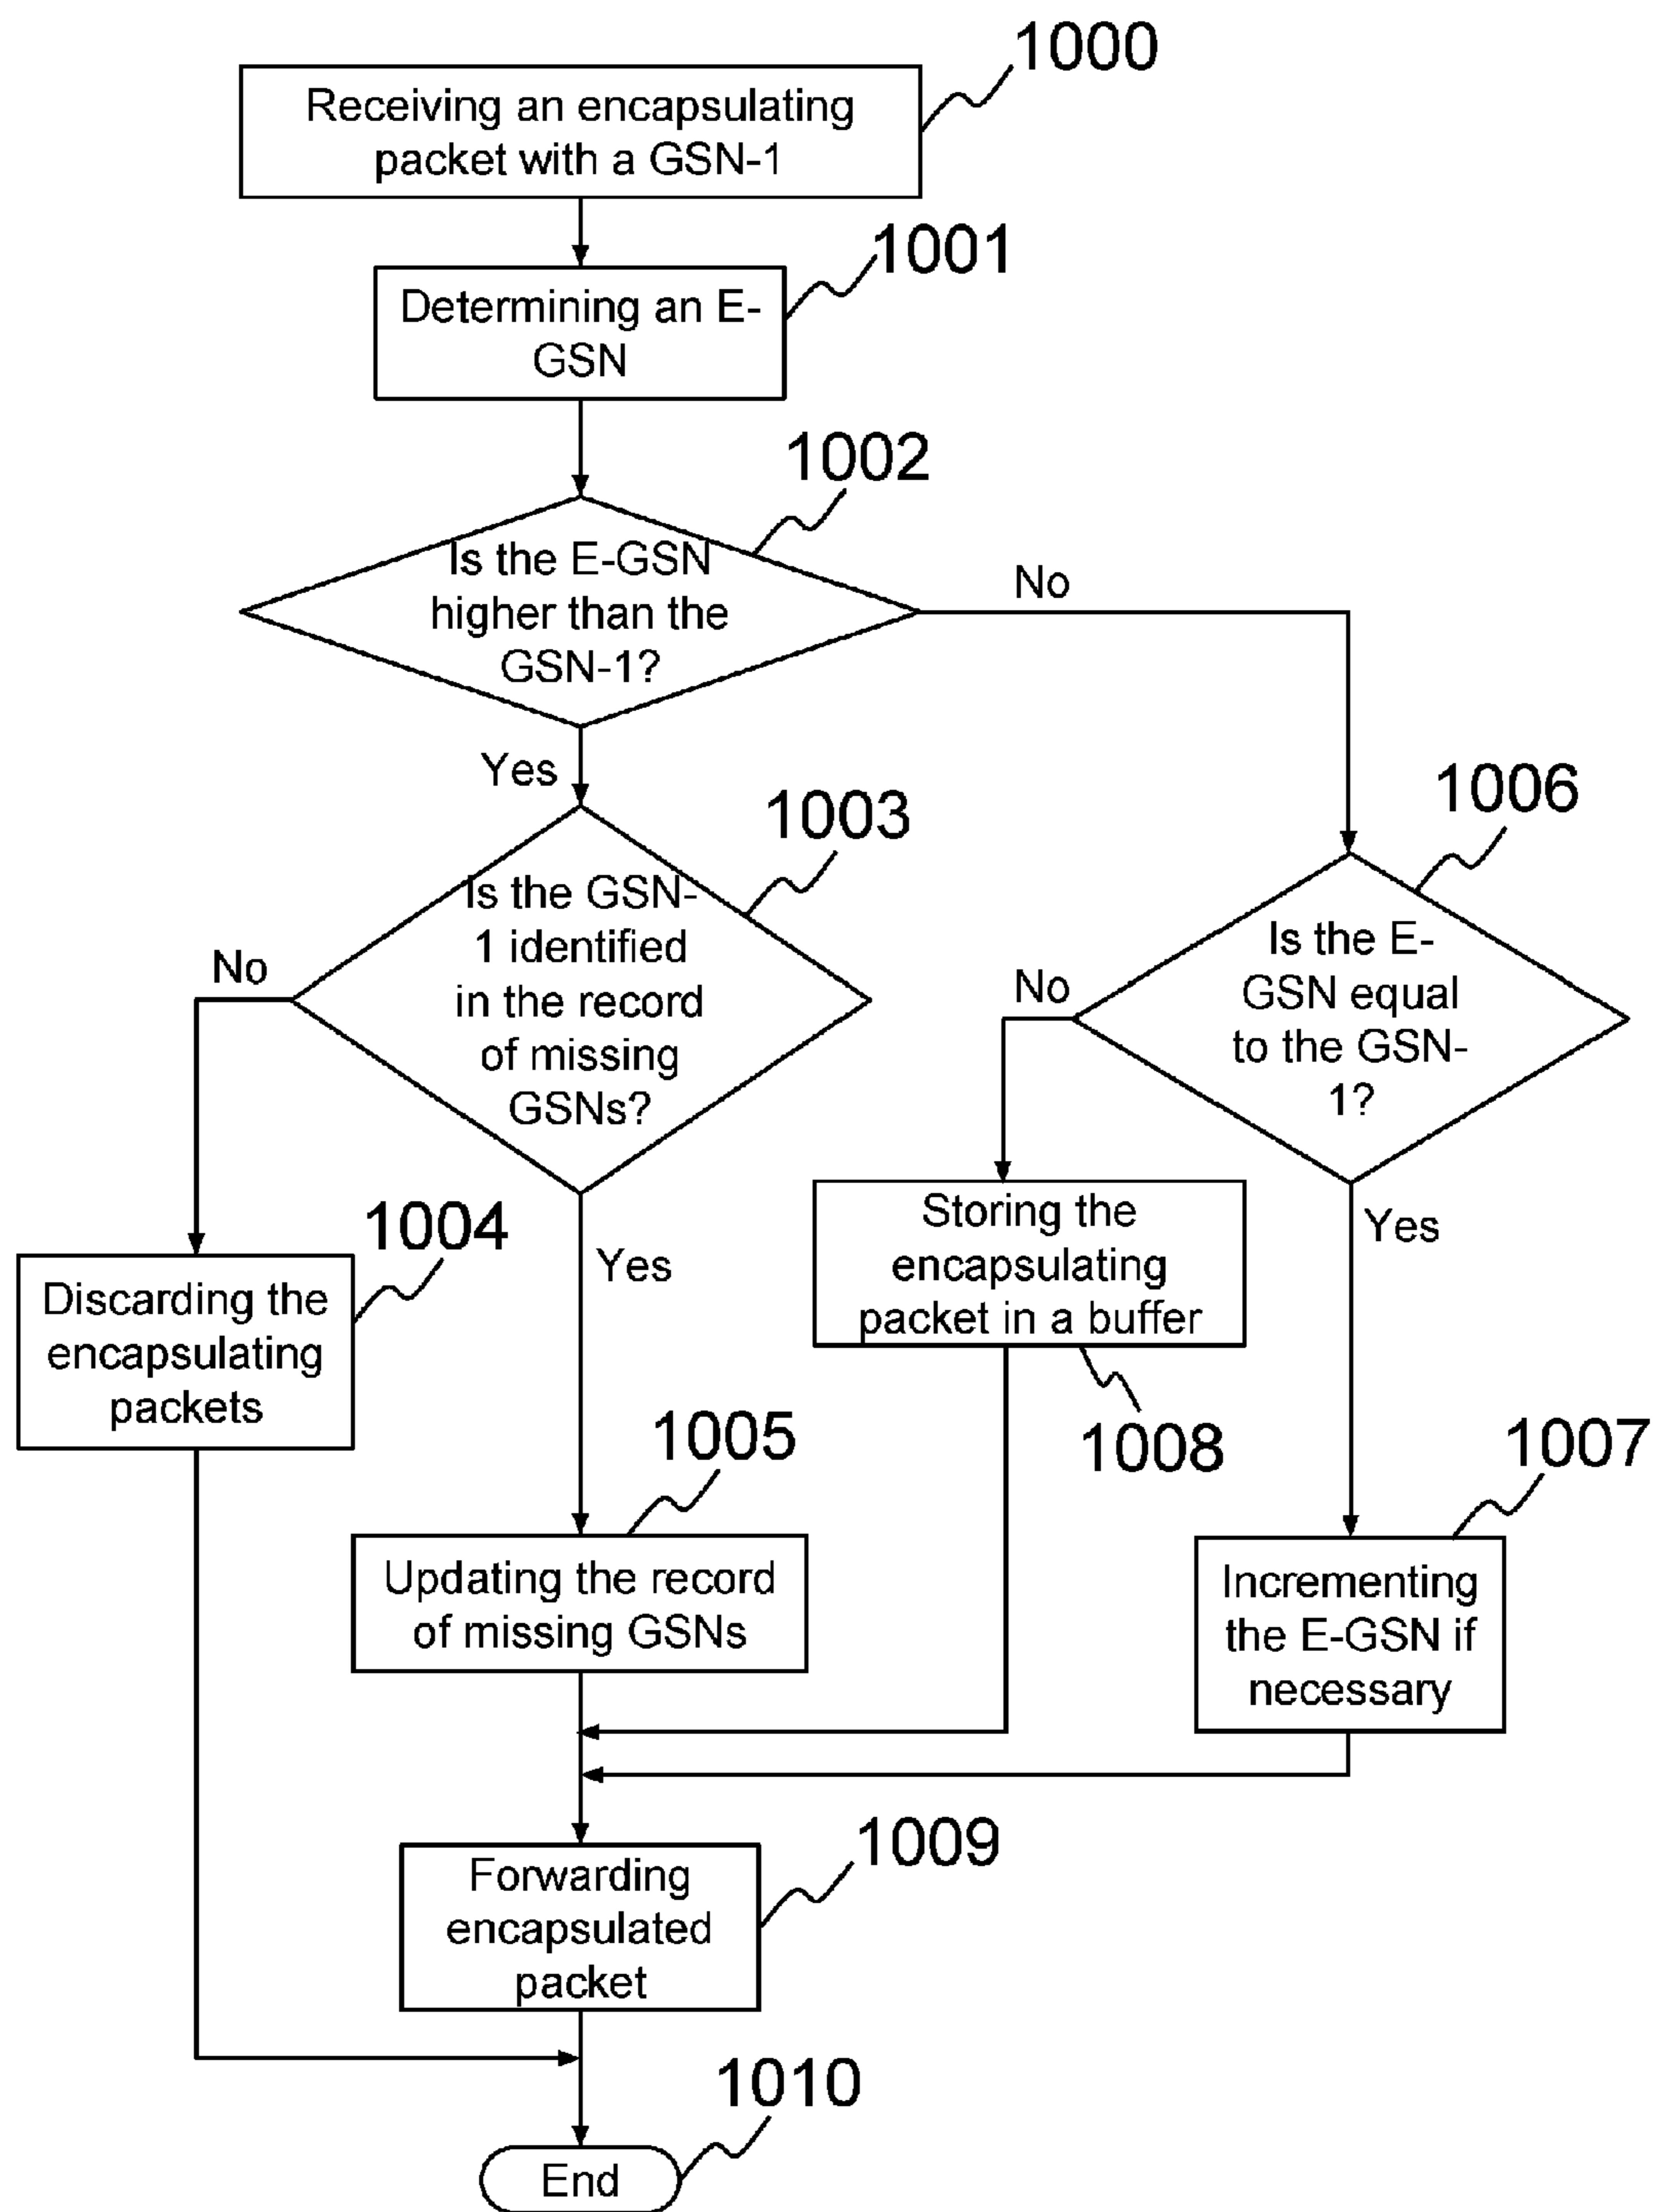 1000
Receiving an encapsulating
packet with a GSN-1
1001
Determining an E-
GSN
1002
Is the E-GSN
higher than the
GSN-1?
No
Yes
1003
Is the GSN-
1 identified
in the record
of missing
GSNs?
No
1006
Is the E-
GSN equal
to the GSN-
1?
No
Yes
Yes
1004
Discarding the
encapsulating
packets
Storing the
encapsulating
packet in a buffer
1008
1005
Updating the record
of missing GSNs
1007
Incrementing
the E-GSN if
necessary
1009
Forwarding
encapsulated
packet
1010
End